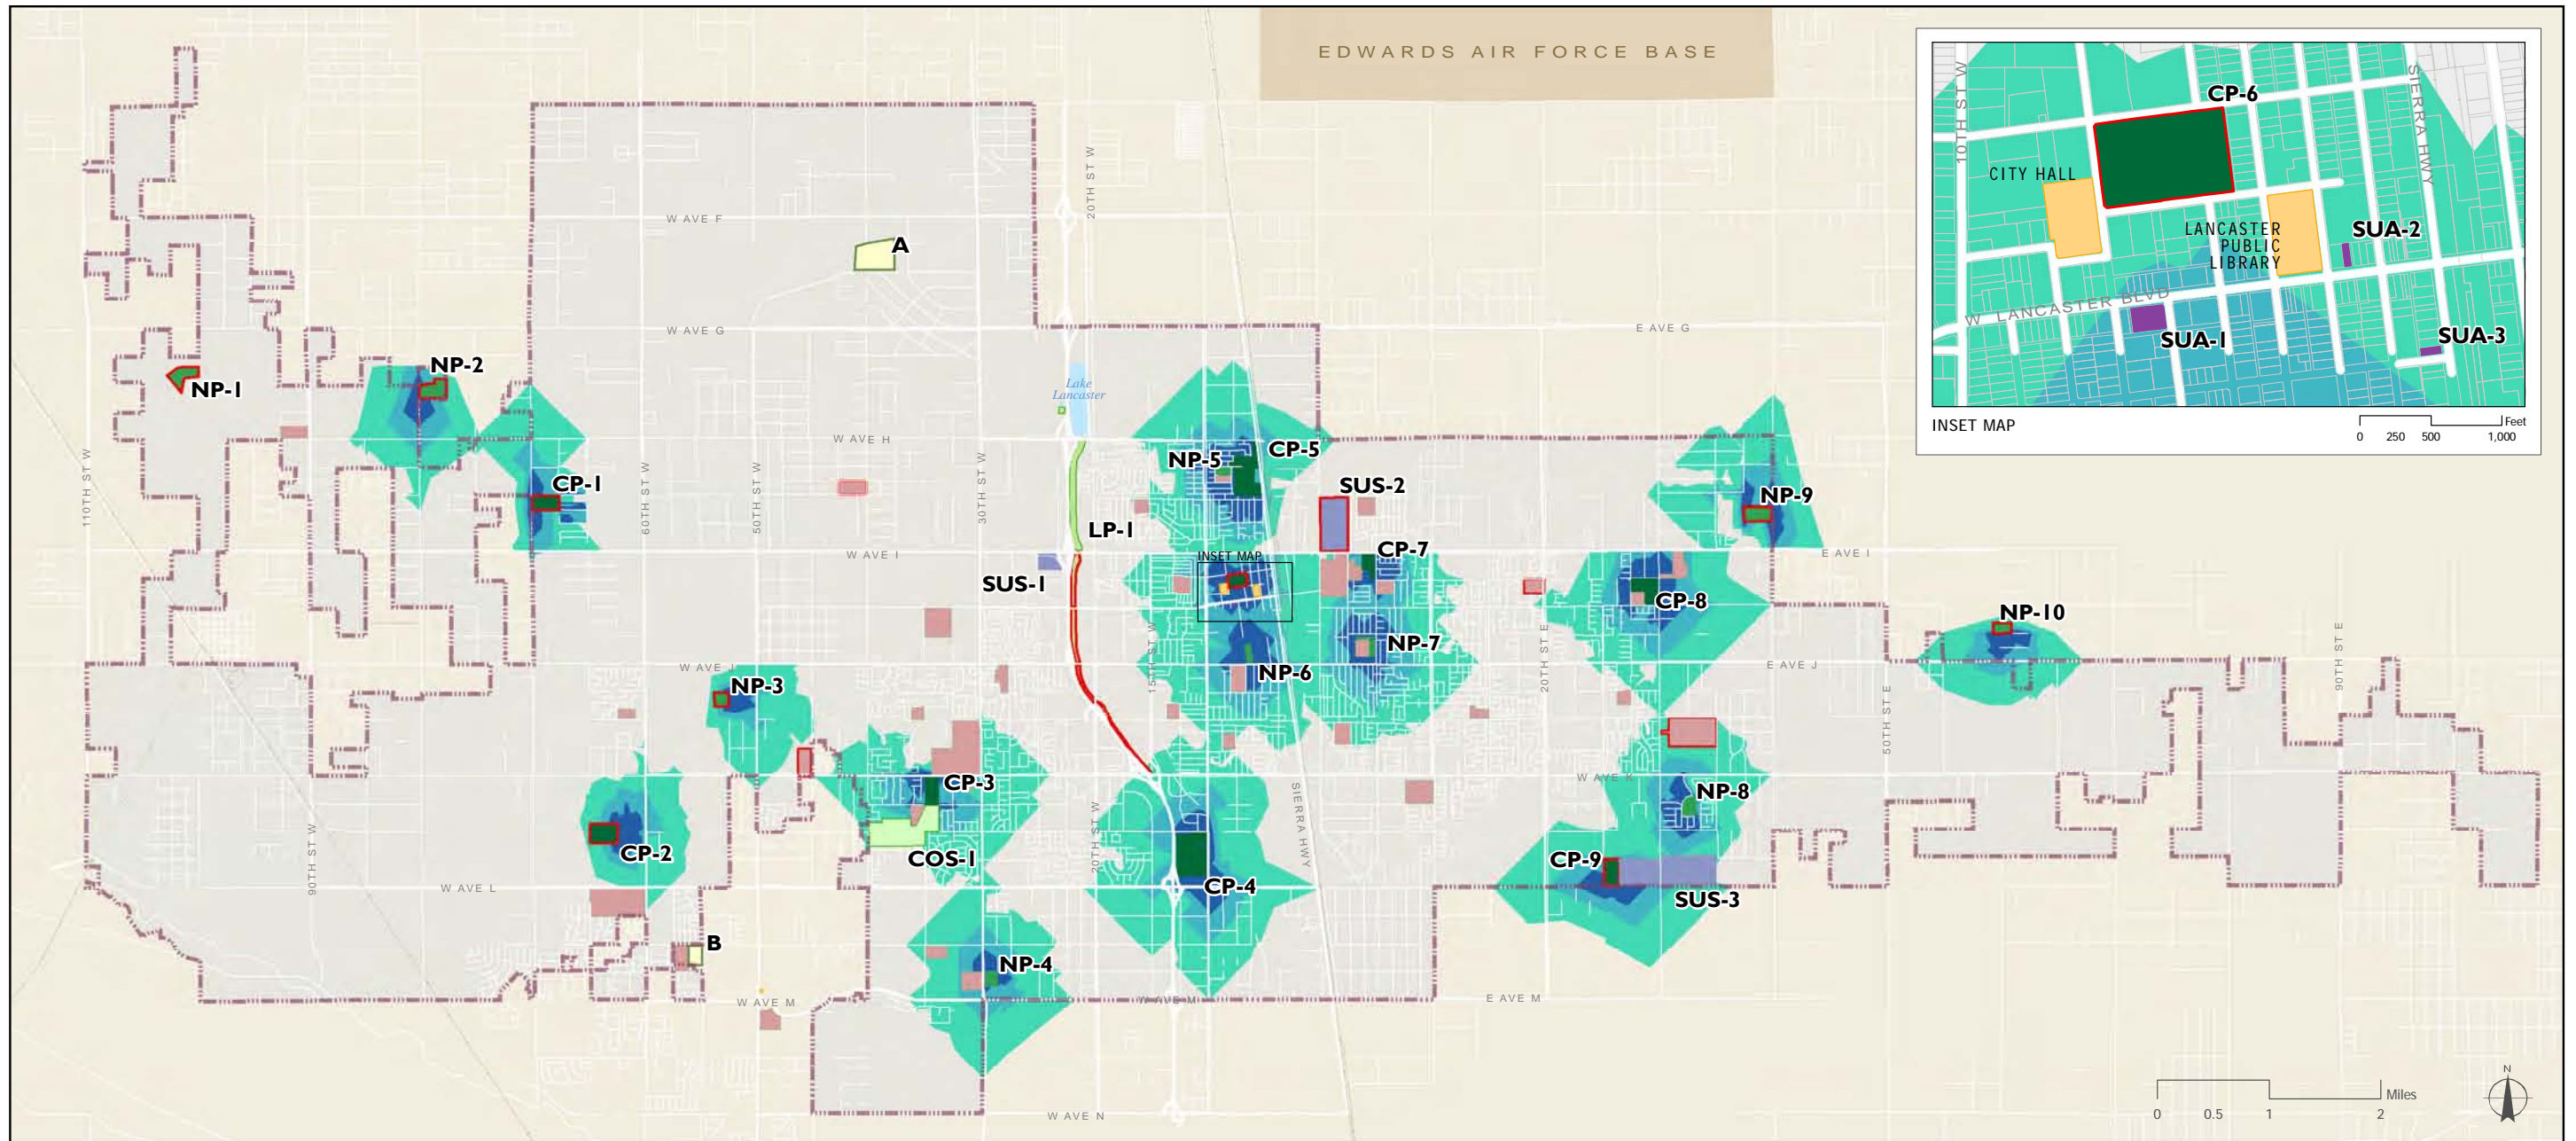 EDWARDS AIR FORCE BASE
10TH ST W
CP-6
SIERRA HWY
CITY HALL
LANCASTER
PUBLIC
LIBRARY
SUA-2
W LANCASTER BLVD
SUA-1
SUA-3
INSET MAP
Feet
0 250 500 1,000
20TH ST W
W AVE F
A
W AVE G
E AVE G
NP-1
NP-2
Lake
Lancaster
W AVE H
NP-5
CP-5
110TH ST W
CP-1
60TH ST W
50TH ST W
30TH ST W
SUS-2
NP-9
LP-1
W AVE I
INSET MAP
CP-7
E AVE I
SUS-1
CP-8
NP-10
15TH ST W
NP-7
20TH ST E
W AVE J
NP-6
E AVE J
90TH ST E
NP-3
50TH ST E
CP-3
W AVE K
NP-8
SIERRA HWY
20TH ST W
CP-2
90TH ST W
COS-1
CP-9
W AVE L
CP-4
SUS-3
B
NP-4
W AVE M
W AVE M
E AVE M
W AVE N
Miles
0 0.5 1 2
N